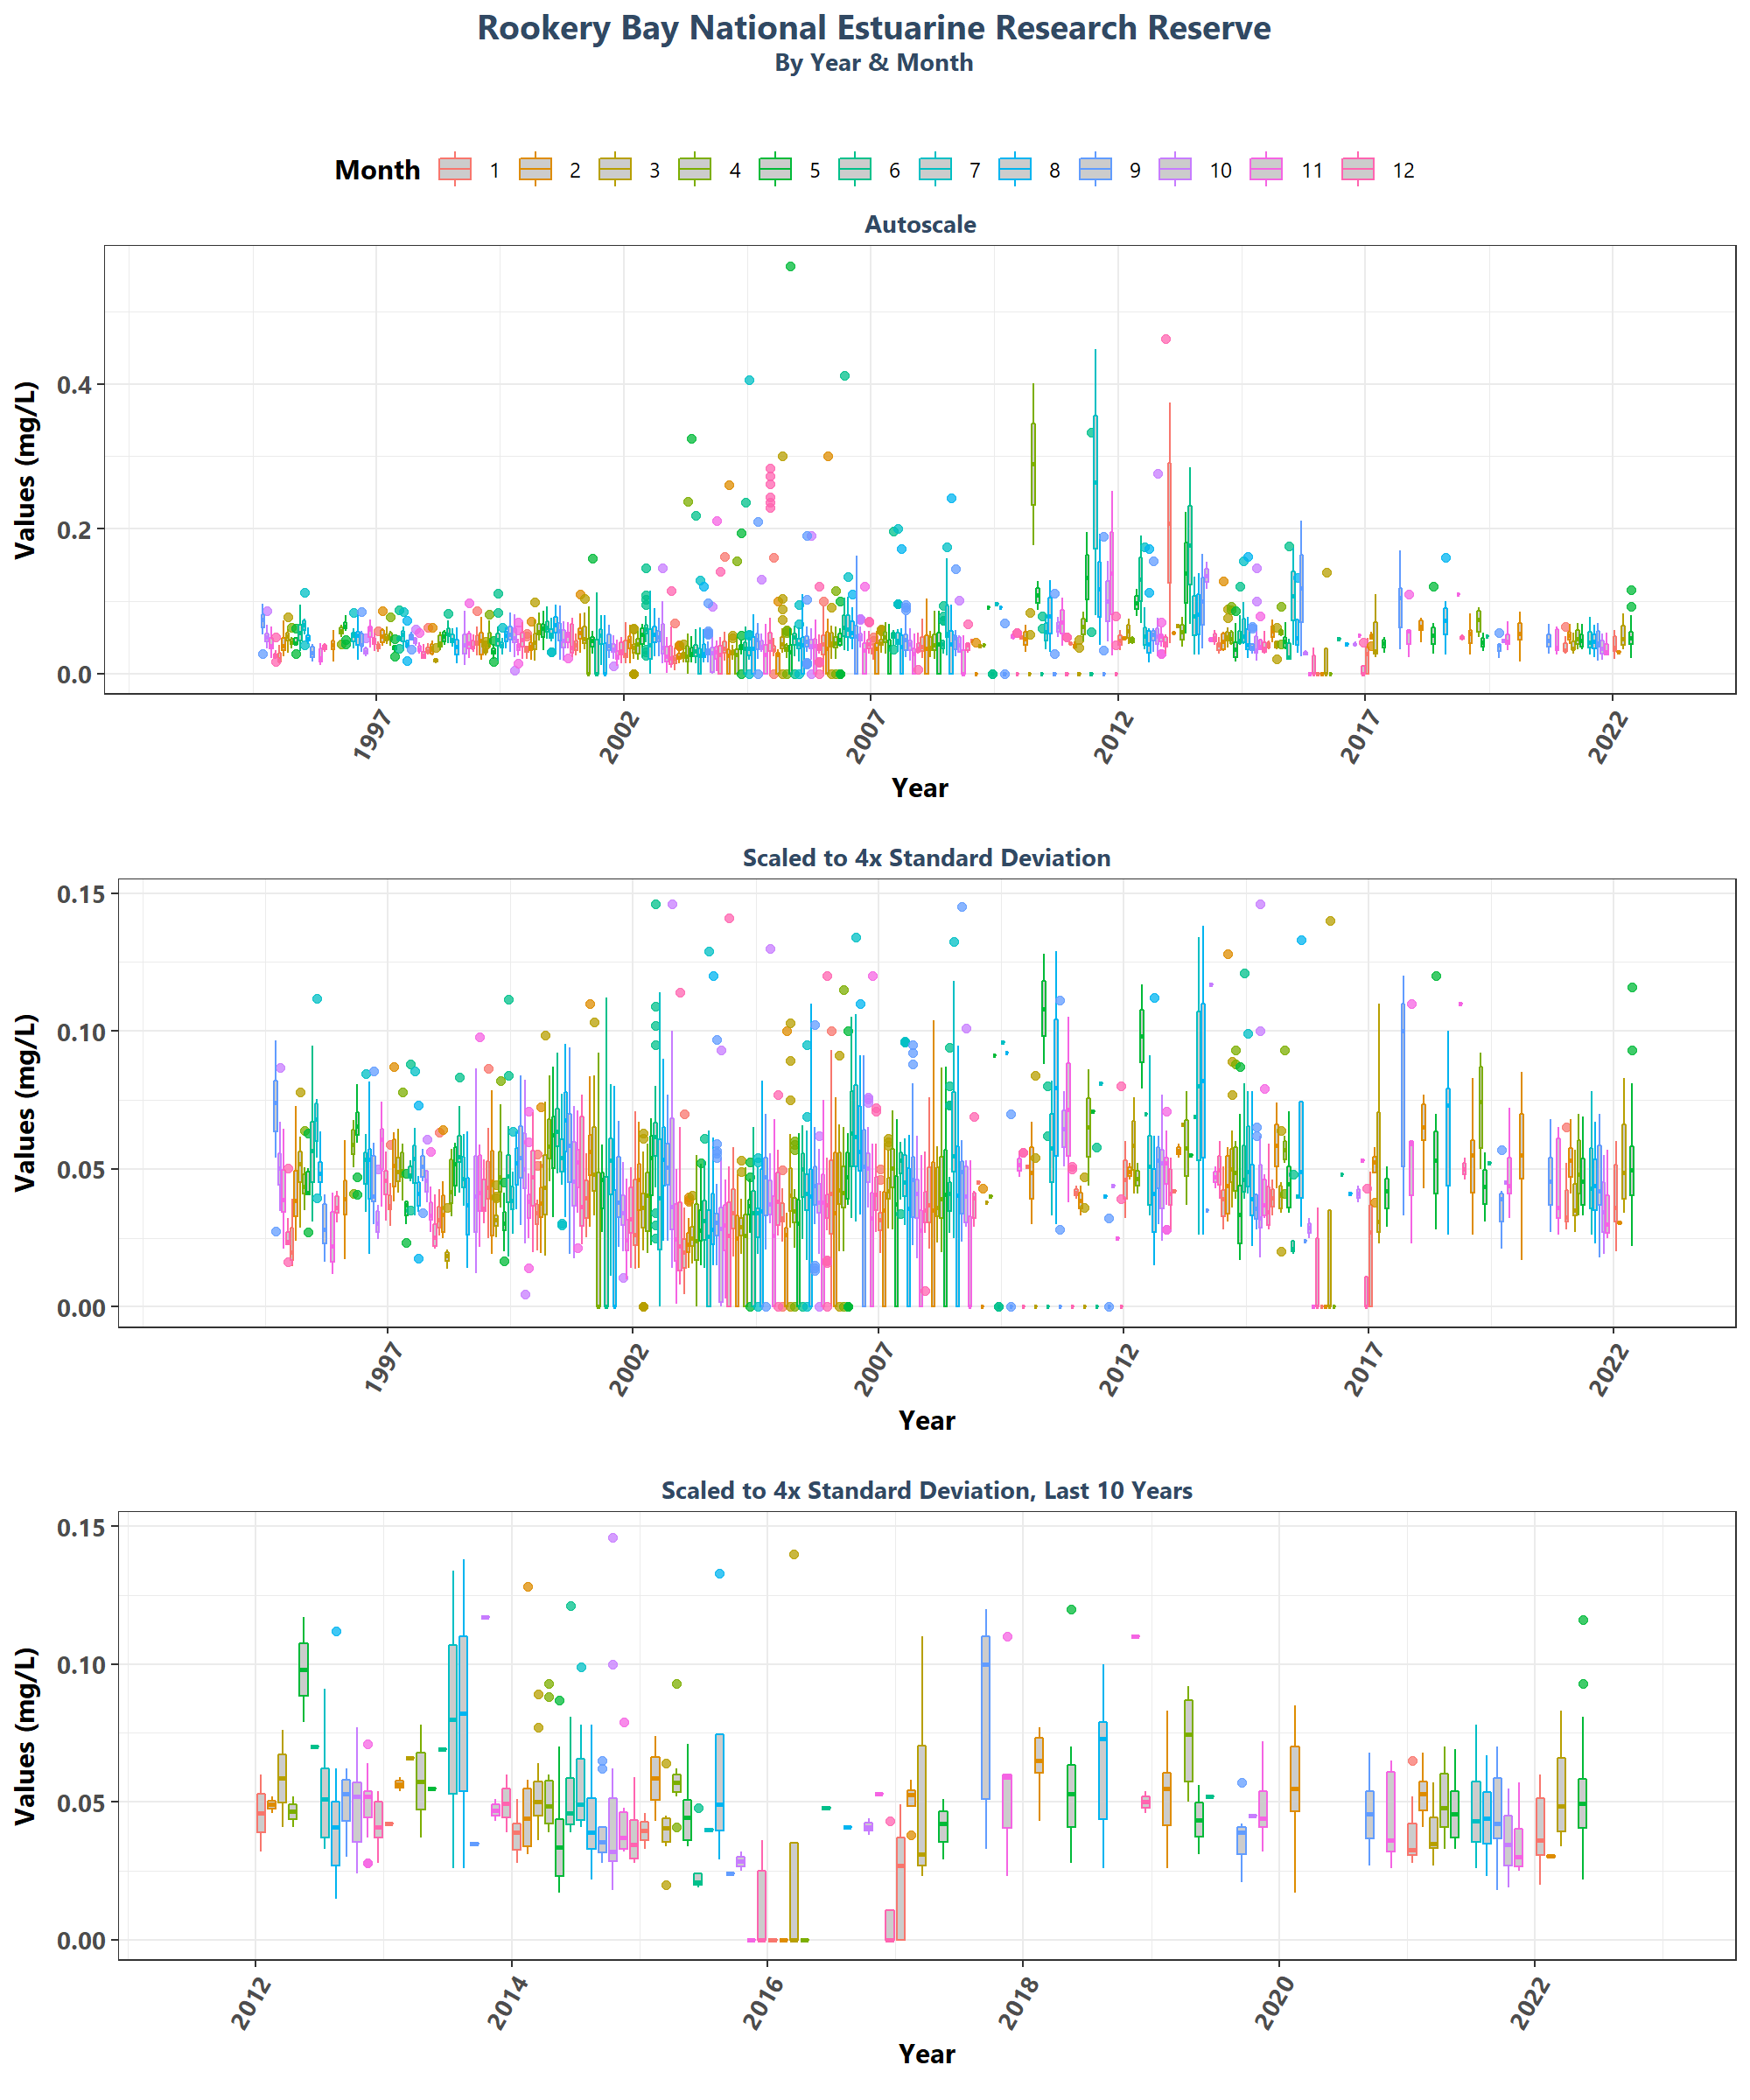 Rookery Bay National Estuarine Research Reserve
By Year & Month
Month 1 2 3 4 5 6 7 8 9 10 11 12
Autoscale
Values (mg/L)
0.4
0.2
0.0
1997 2002 2007 2012 2017 2022
Year
Scaled to 4x Standard Deviation
Values (mg/L)
0.15
0.10
0.05
0.00
1997 2002 2007 2012 2017 2022
Year
Scaled to 4x Standard Deviation, Last 10 Years
Values (mg/L)
0.15
0.10
0.05
0.00
2012 2014 2016 2018 2020 2022
Year